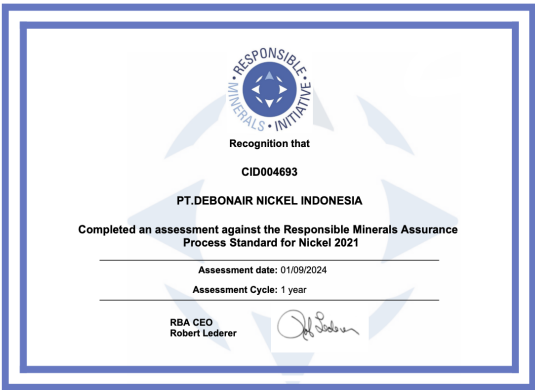 RESPONSIBLE
MINERALS • INITIATIVE
Recognition that
CID004693
PT.DEBONAIR NICKEL INDONESIA
Completed an assessment against the Responsible Minerals Assurance
Process Standard for Nickel 2021
Assessment date: 01/09/2024
Assessment Cycle: 1 year
RBA CEO
Robert Lederer